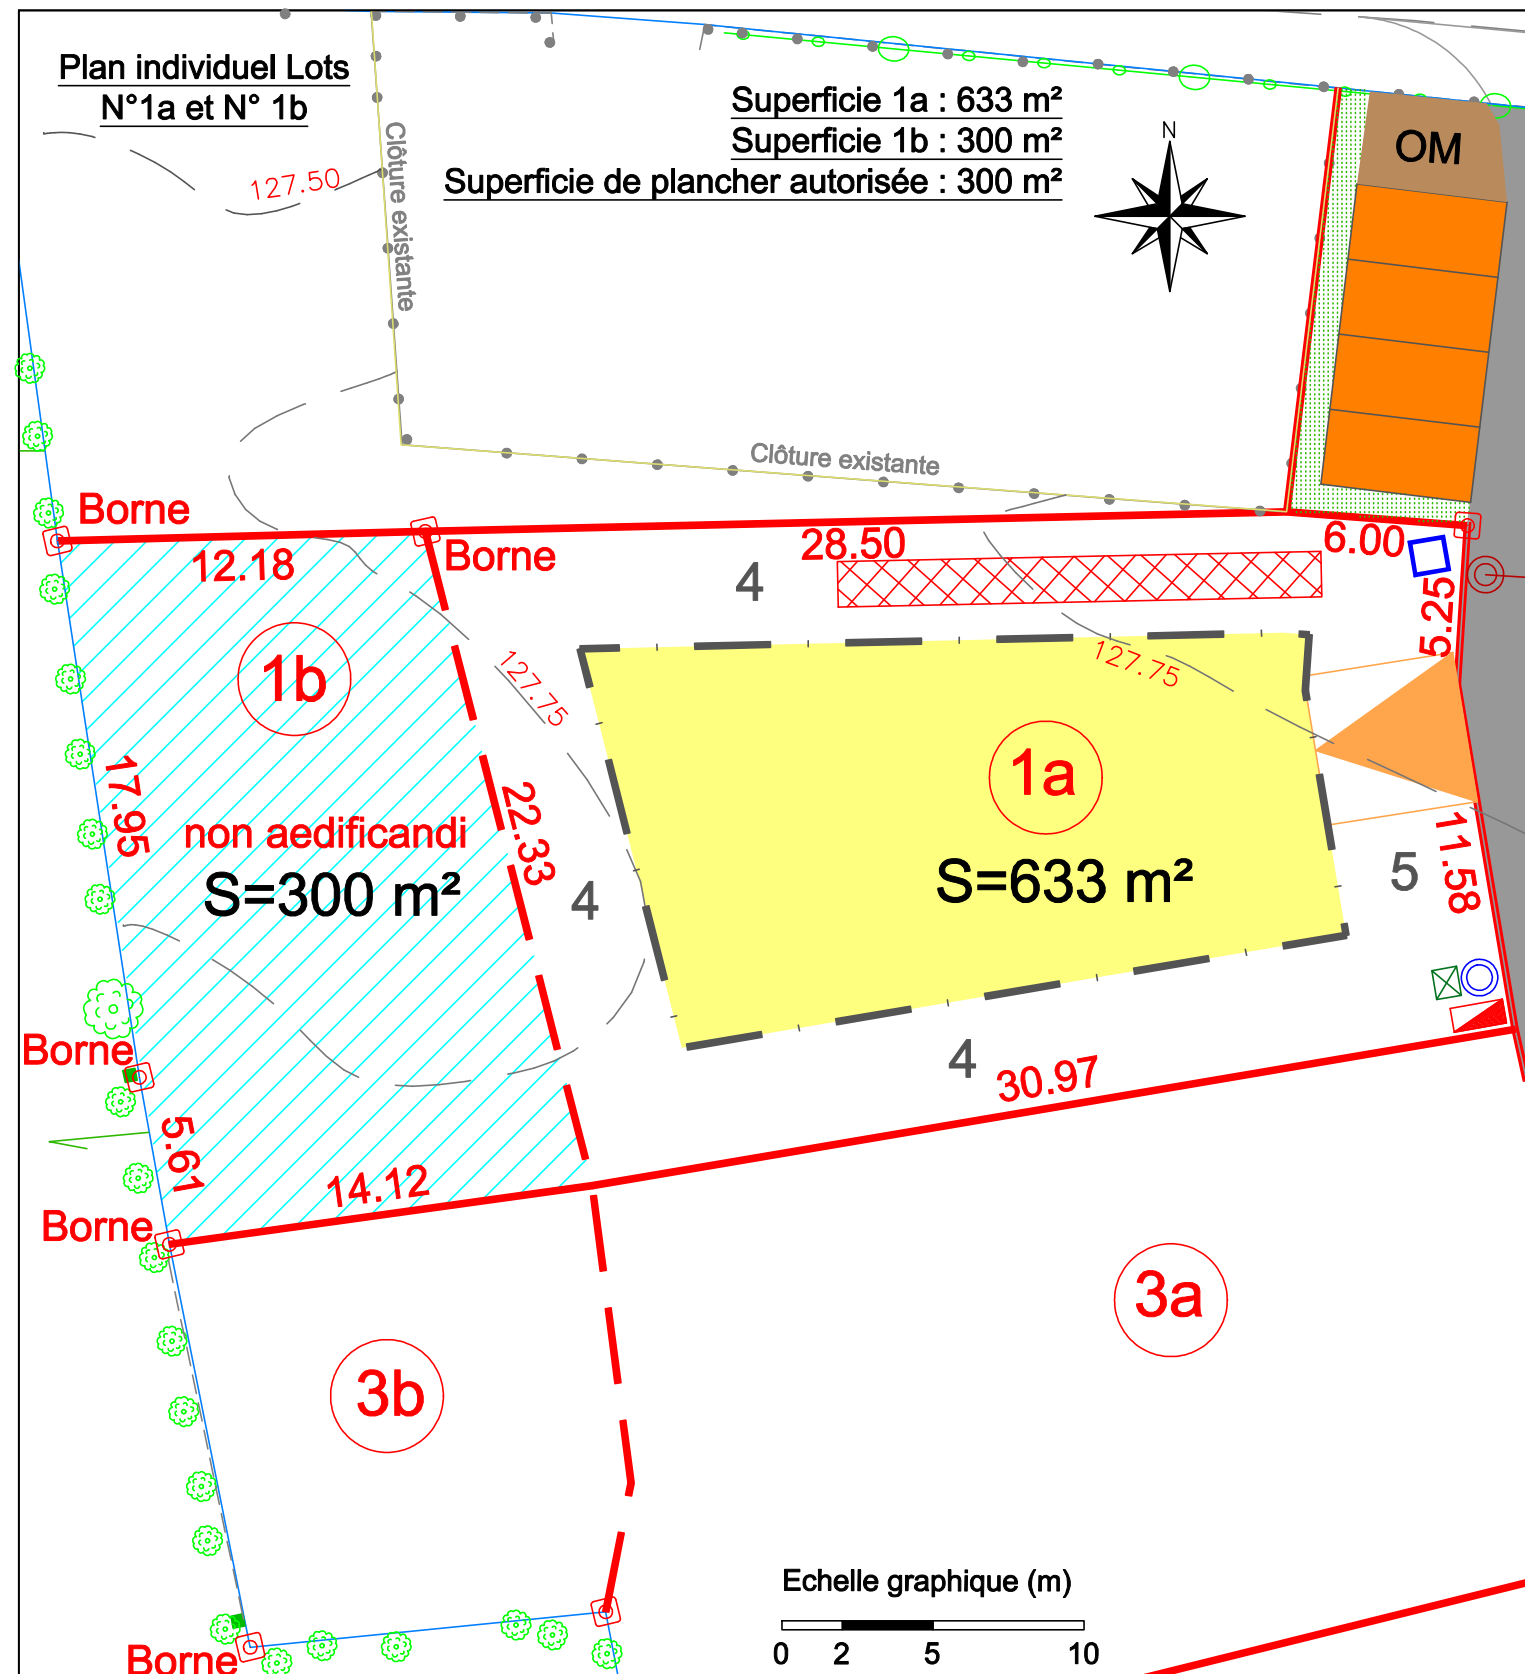 Plan individuel Lots
N°1a et N° 1b
Superficie 1a : 633 m²
Superficie 1b : 300 m²
Superficie de plancher autorisée : 300 m²
N
OM
127.50
Clôture existante
Clôture existante
Borne
12.18
Borne
28.50
6.00
4
5.25
1b
127.75
127.75
1a
17.95
22.33
non aedificandi
S=300 m²
S=633 m²
4
5
11.58
Borne
4
30.97
5.61
14.12
Borne
3a
3b
Echelle graphique (m)
0 2 5 10
Borne